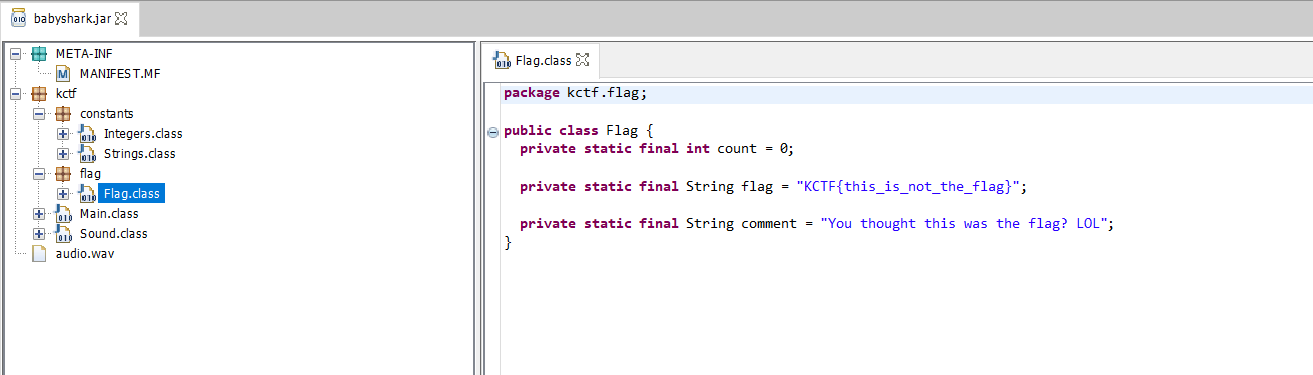 babyshark.jar
META-INF
MANIFEST.MF
kctf
constants
Integers.class
Strings.class
flag
Flag.class
Main.class
Sound.class
audio.wav
Flag.class
package kctf.flag;
public class Flag {
private static final int count = 0;
private static final String flag = "KCTF{this_is_not_the_flag}";
private static final String comment = "You thought this was the flag? LOL";
}